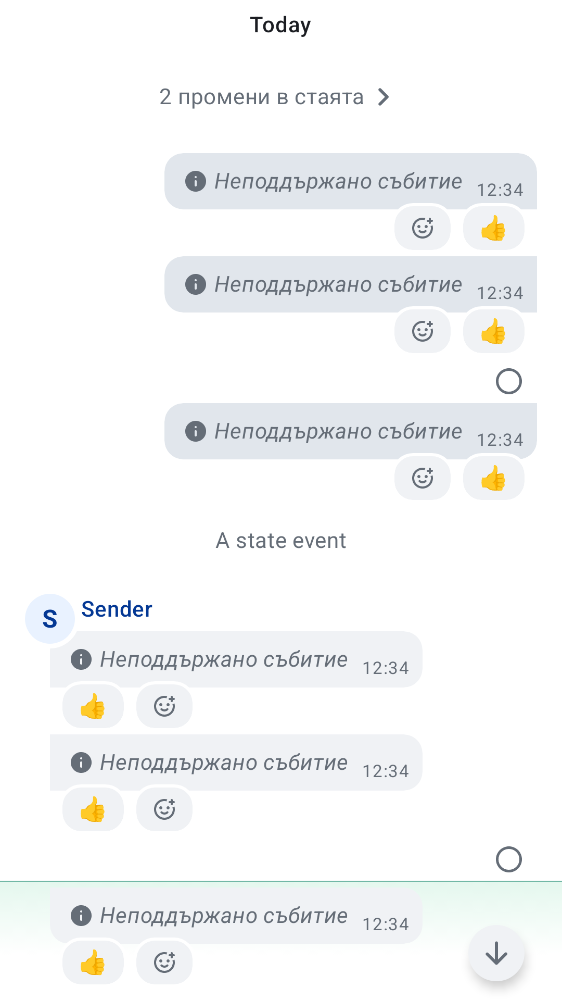 Today
2 промени в стаята
Неподдържано събитие 12:34
👍
Неподдържано събитие 12:34
👍
Неподдържано събитие 12:34
👍
A state event
S Sender
Неподдържано събитие 12:34
👍
Неподдържано събитие 12:34
👍
Неподдържано събитие 12:34
👍